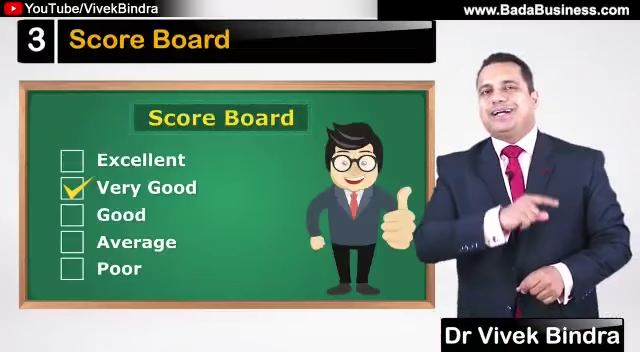 YouTube/VivekBindra
www.BadaBusiness.com
3 Score Board
Score Board
Excellent
Very Good
Good
Average
Poor
Dr Vivek Bindra